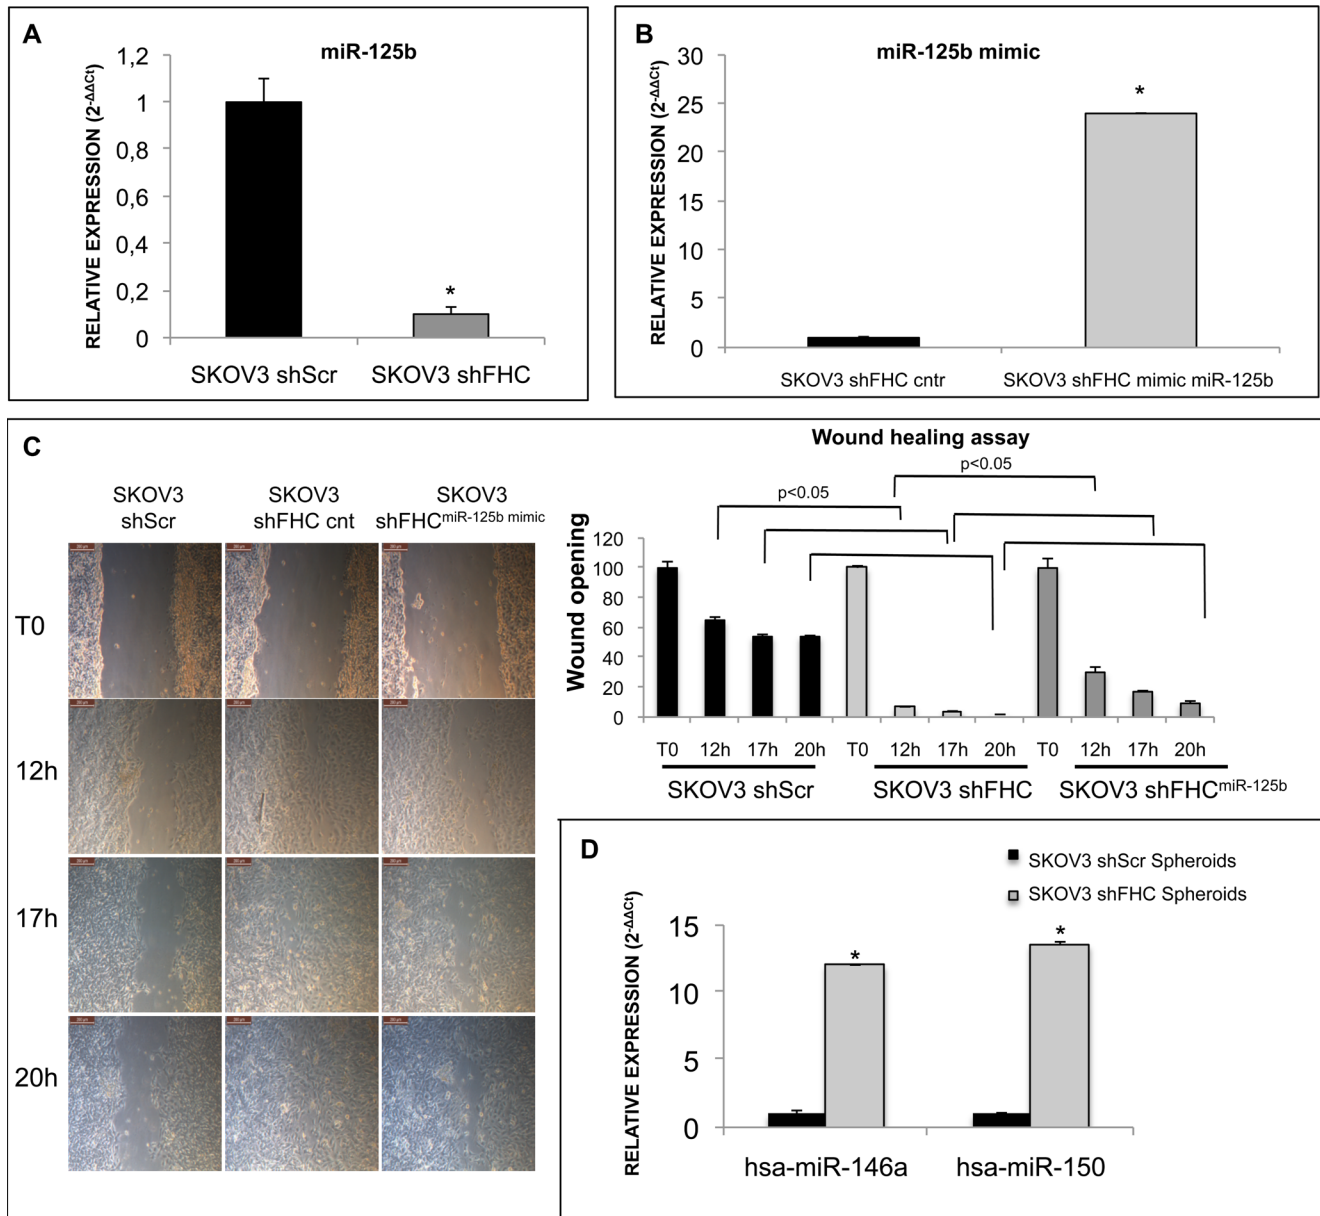 A
miR-125b
RELATIVE EXPRESSION (2-ΔΔCt)
1,2
1
0,8
0,6
0,4
0,2
0
*
SKOV3 shScr
SKOV3 shFHC
B
miR-125b mimic
RELATIVE EXPRESSION (2-ΔΔCt)
30
25
20
15
10
5
0
*
SKOV3 shFHC cntr
SKOV3 shFHC mimic miR-125b
C
SKOV3 shScr
SKOV3 shFHC cnt
SKOV3 shFHCmiR-125b mimic
T0
12h
17h
20h
Wound healing assay
p<0.05
p<0.05
Wound opening
120
100
80
60
40
20
0
T0 12h 17h 20h T0 12h 17h 20h T0 12h 17h 20h
SKOV3 shScr
SKOV3 shFHC
SKOV3 shFHCmiR-125b
D
SKOV3 shScr Spheroids
SKOV3 shFHC Spheroids
RELATIVE EXPRESSION (2-ΔΔCt)
15
10
5
0
*
*
hsa-miR-146a
hsa-miR-150